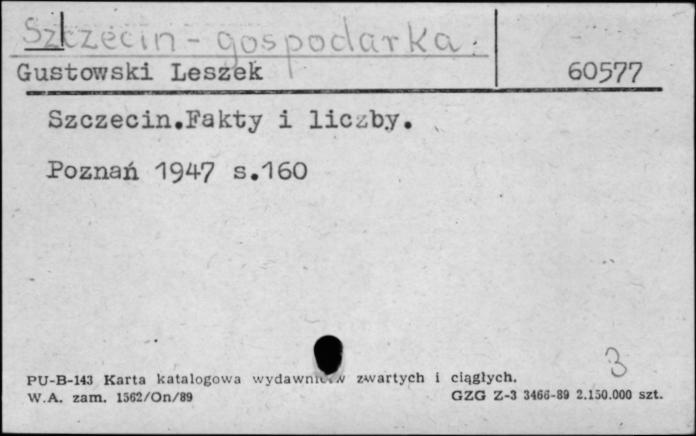 Szczecin - gospodarka.
Gustowski Leszek 60577
Szczecin.Fakty i liczby.
Poznań 1947 s.160
3
PU-B-143 Karta katalogowa wydawnictw zwartych i ciągłych.
W.A. zam. 1562/On/89 GZG Z-3 3466-89 2.150.000 szt.